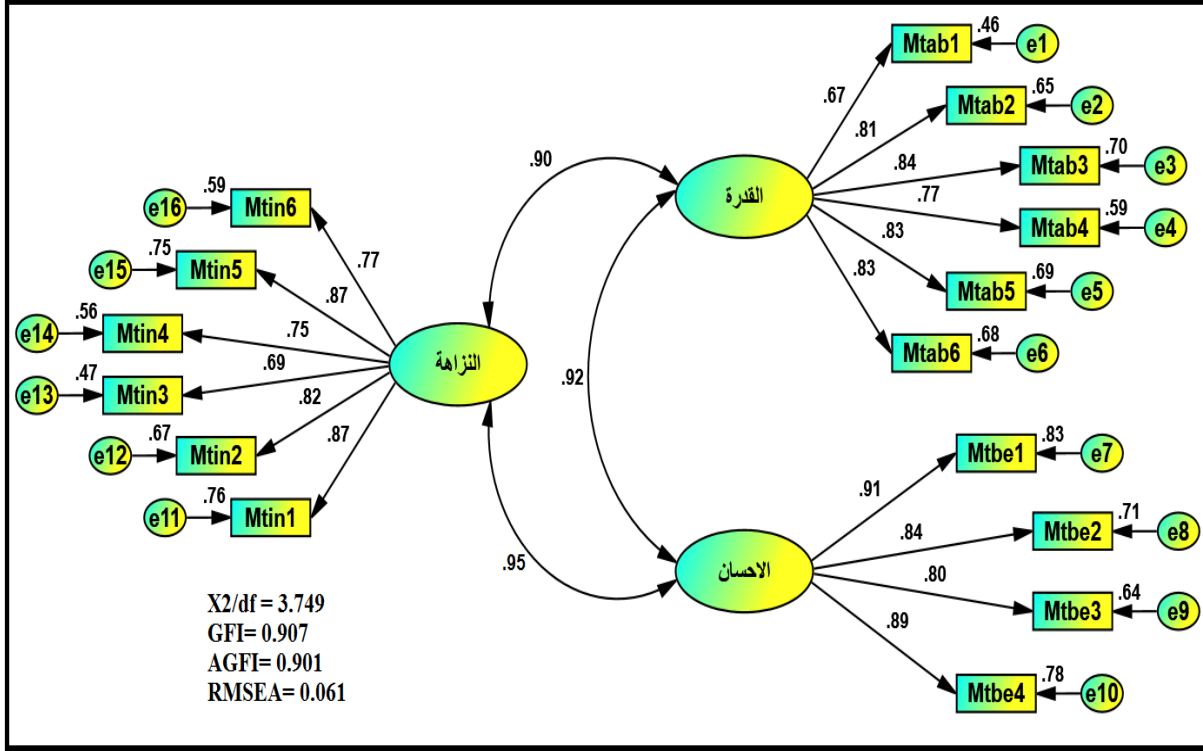 .46
Mtab1
e1
.67
.65
Mtab2
e2
.81
.70
Mtab3
e3
.84
.59
Mtab4
e4
.77
.69
Mtab5
e5
.83
.68
Mtab6
e6
.83
القدرة
.90
.92
.95
.59
e16
Mtin6
.77
.75
e15
Mtin5
.87
.56
e14
Mtin4
.75
.47
e13
Mtin3
.69
.67
e12
Mtin2
.82
.76
e11
Mtin1
.87
النزاهة
.83
Mtbe1
e7
.91
.71
Mtbe2
e8
.84
.64
Mtbe3
e9
.80
.78
Mtbe4
e10
.89
الاحسان
X2/df = 3.749
GFI= 0.907
AGFI= 0.901
RMSEA= 0.061